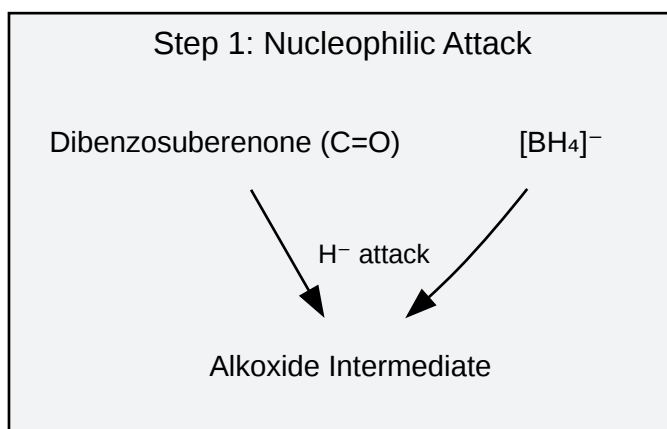 Step 1: Nucleophilic Attack
Dibenzosuberenone (C=O) [BH₄]⁻
H⁻ attack
Alkoxide Intermediate